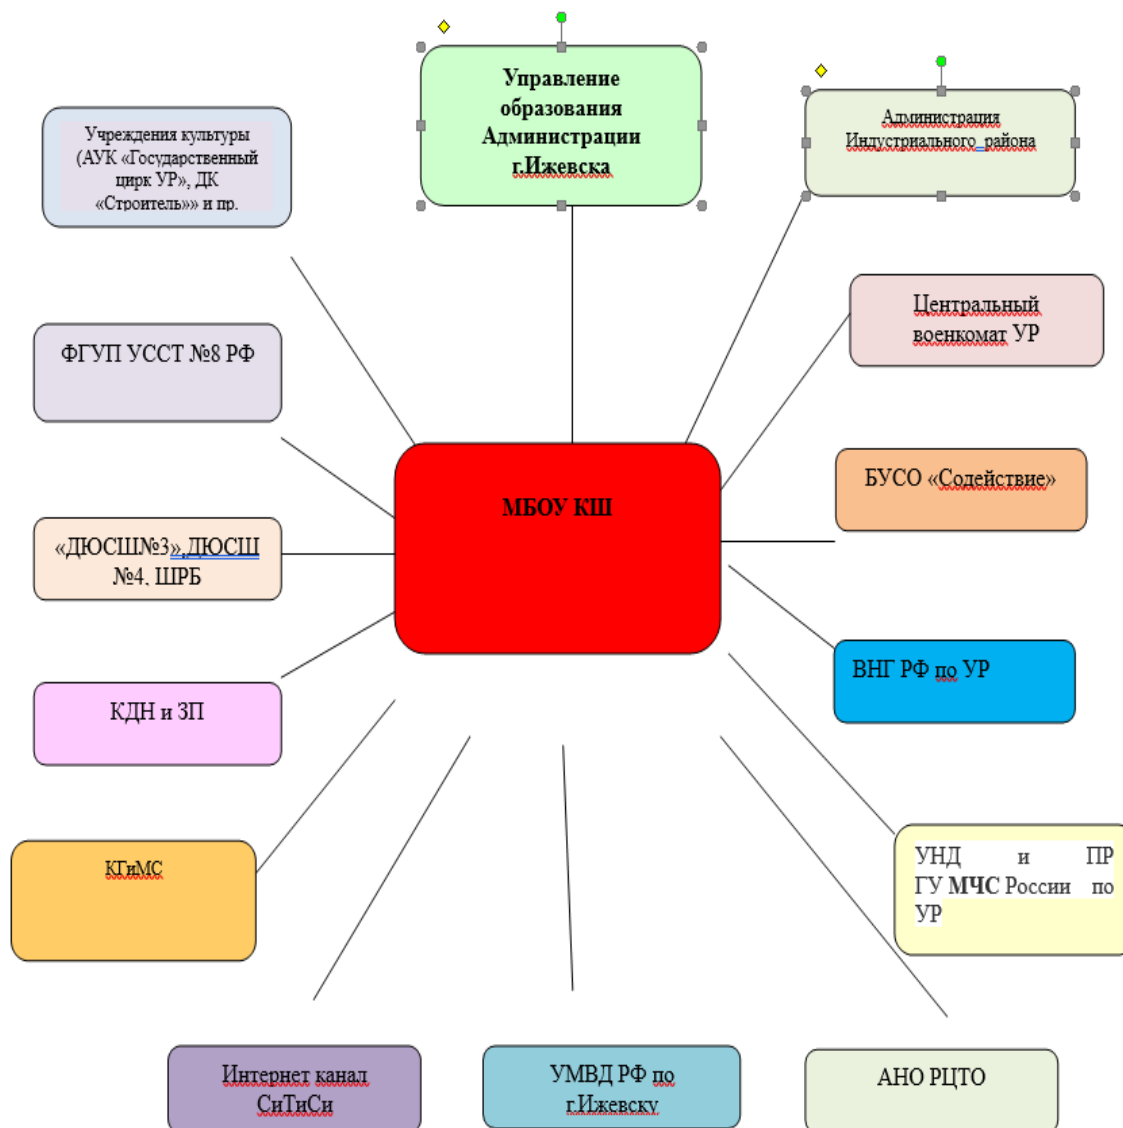 Управление
образования
Администрации
г.Ижевска
Администрация
Индустриального района
Учреждения культуры
(АУК «Государственный
цирк УР», ДК
«Строитель»» и пр.
Центральный
военкомат УР
ФГУП УССТ №8 РФ
БУСО «Содействие»
МБОУ КШ
«ДЮСШ№3»,ДЮСШ
№4, ШРБ
ВНГ РФ по УР
КДН и ЗП
УНД и ПР
ГУ МЧС России по
УР
КГиМС
Интернет канал
СиТиСи
УМВД РФ по
г.Ижевску
АНО РЦТО